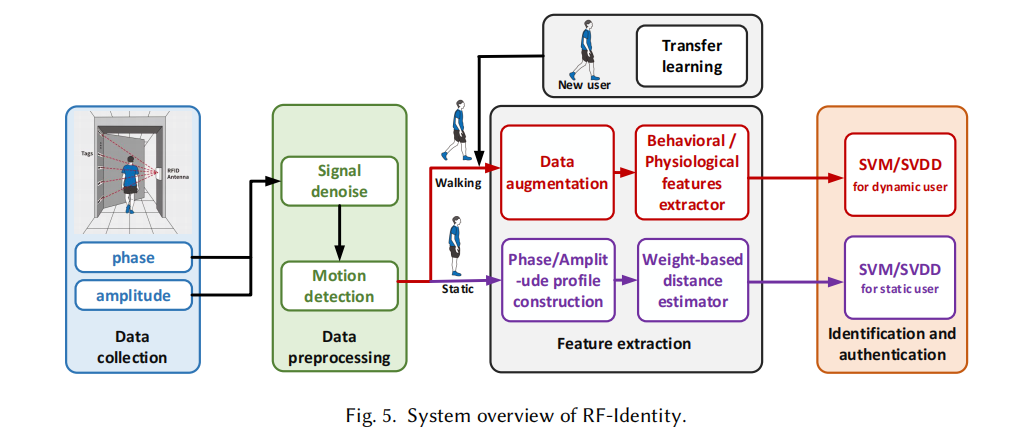 New user
Transfer
learning
Tags
RFID
Antenna
phase
amplitude
Data
collection
Signal
denoise
Motion
detection
Data
preprocessing
Walking
Static
Data
augmentation
Behavioral /
Physiological
features
extractor
Phase/Amplit
-ude profile
construction
Weight-based
distance
estimator
Feature extraction
SVM/SVDD
for dynamic user
SVM/SVDD
for static user
Identification and
authentication
Fig. 5. System overview of RF-Identity.